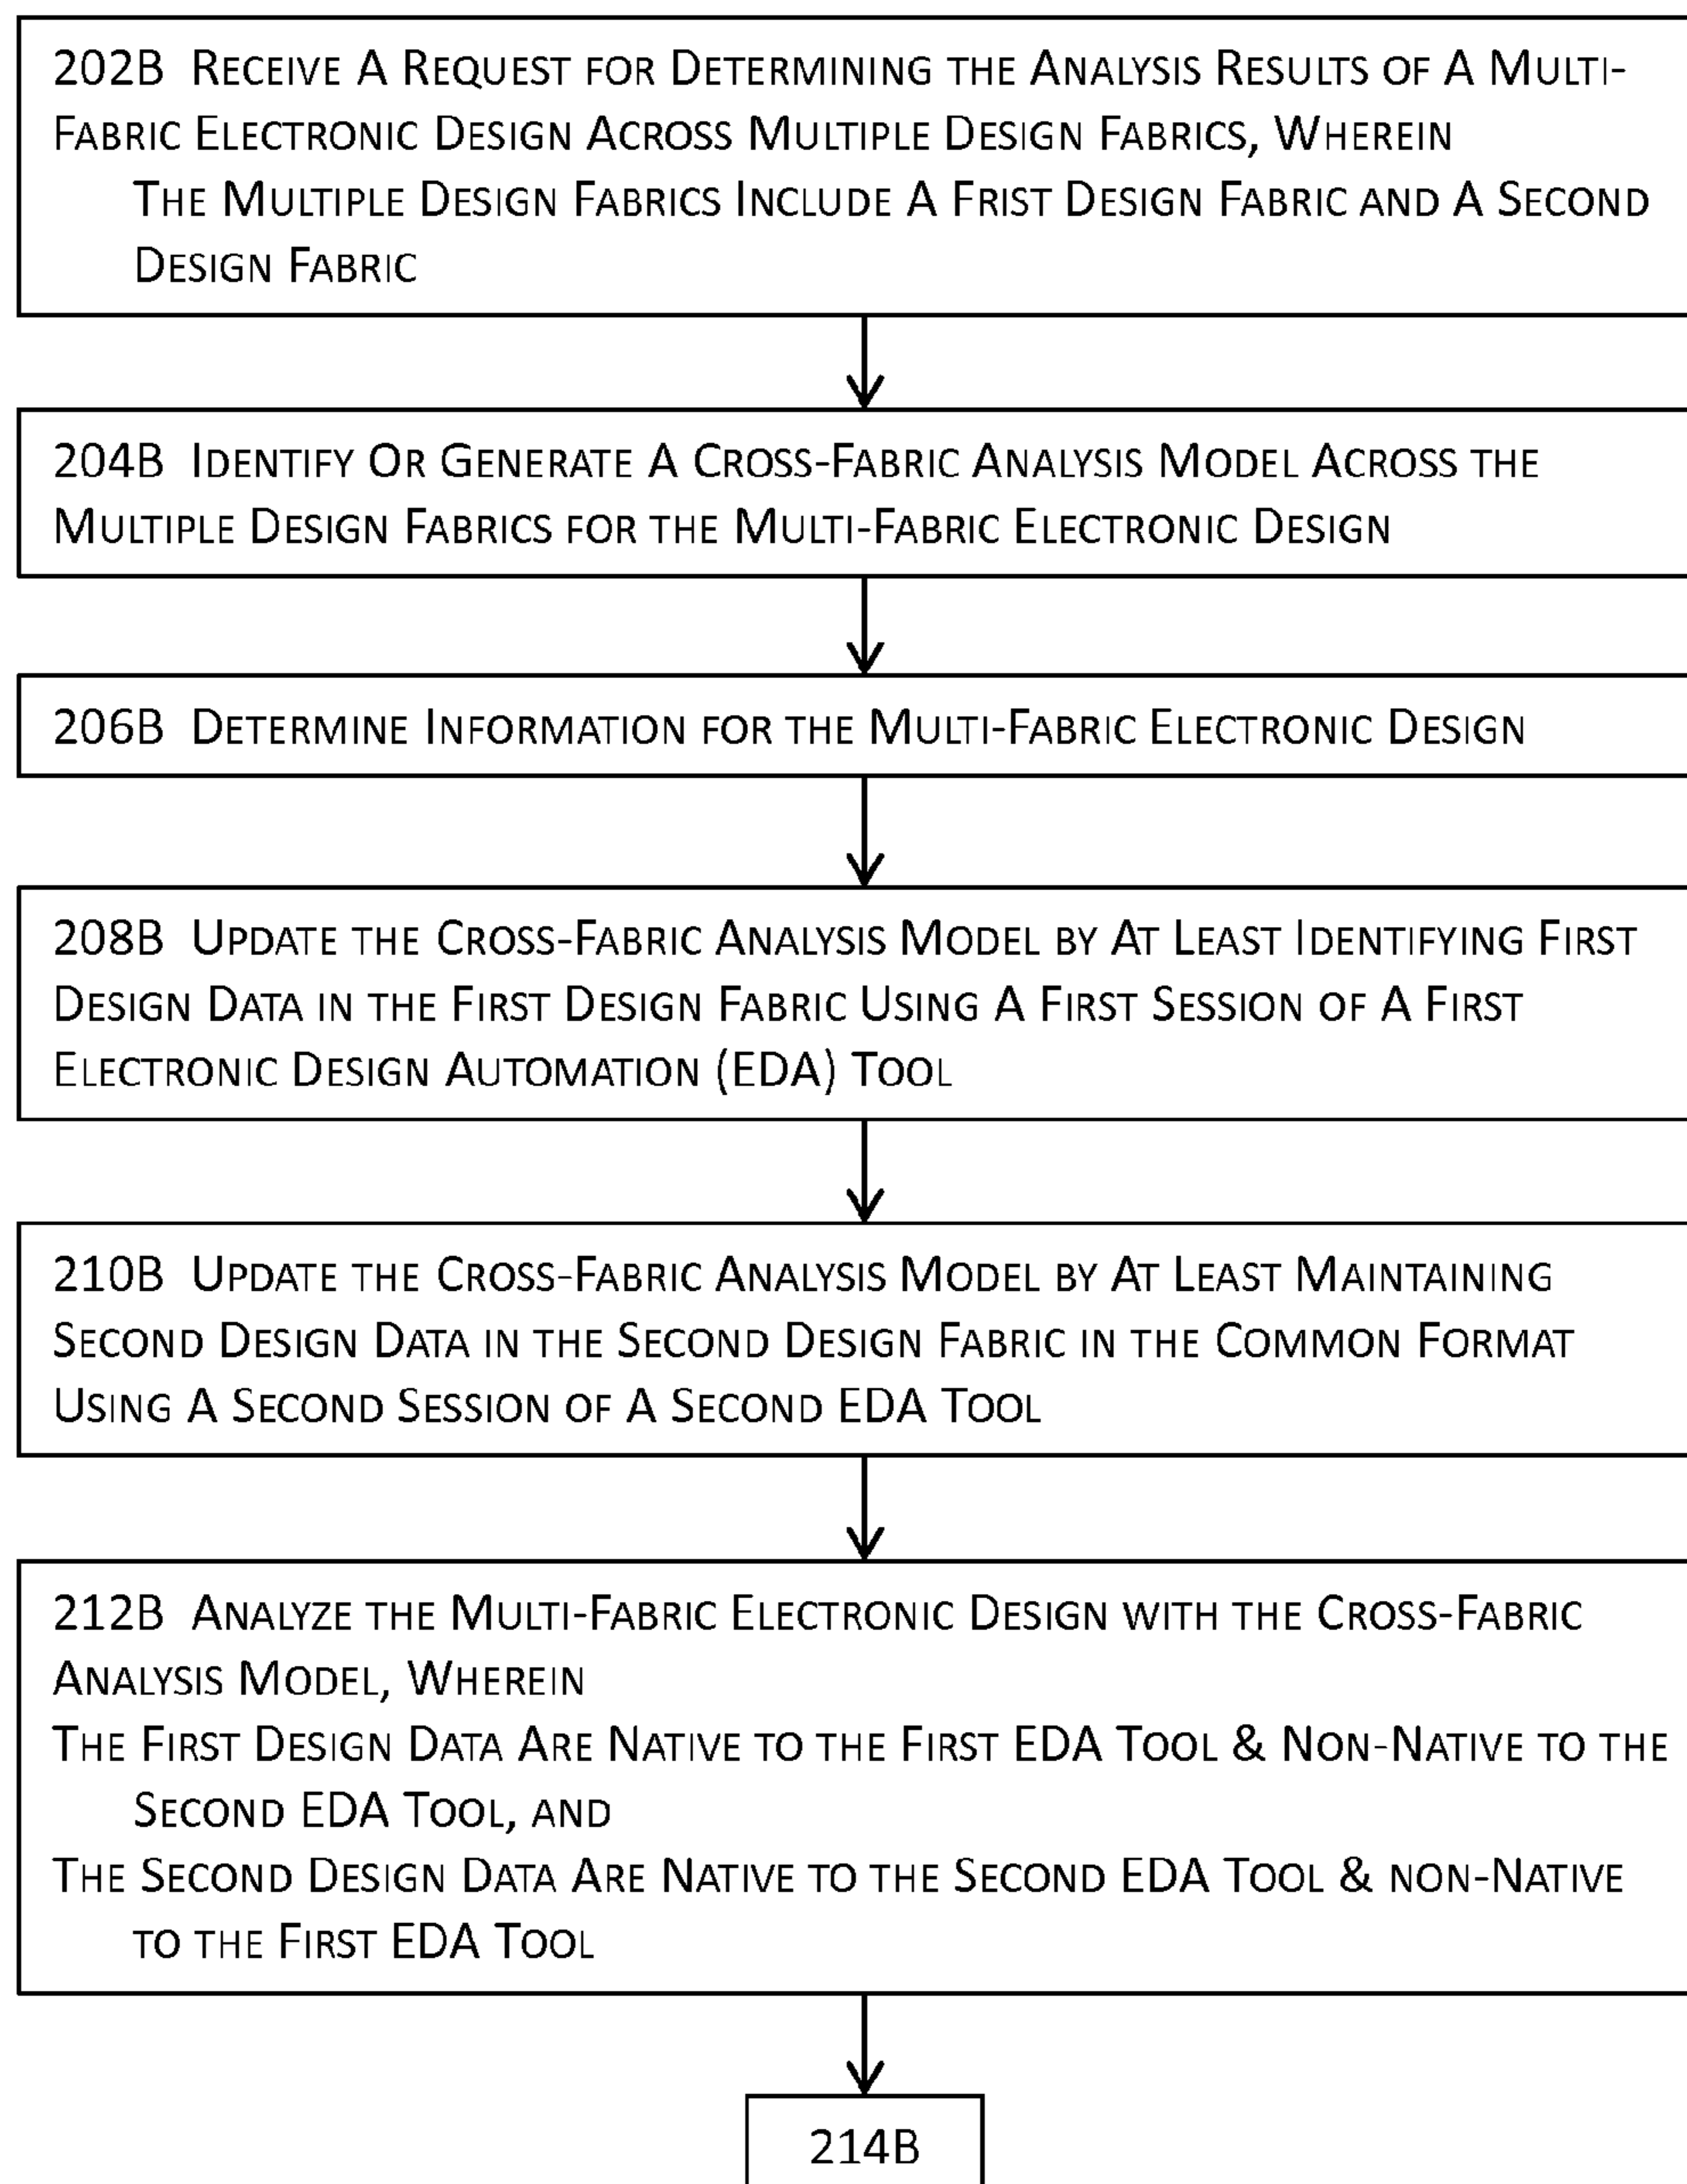 202B Receive A Request for Determining the Analysis Results of A Multi-
Fabric Electronic Design Across Multiple Design Fabrics, Wherein
The Multiple Design Fabrics Include A Frist Design Fabric and A Second
Design Fabric
204B Identify Or Generate A Cross-Fabric Analysis Model Across the
Multiple Design Fabrics for the Multi-Fabric Electronic Design
206B Determine Information for the Multi-Fabric Electronic Design
208B Update the Cross-Fabric Analysis Model by At Least Identifying First
Design Data in the First Design Fabric Using A First Session of A First
Electronic Design Automation (EDA) Tool
210B Update the Cross-Fabric Analysis Model by At Least Maintaining
Second Design Data in the Second Design Fabric in the Common Format
Using A Second Session of A Second EDA Tool
212B Analyze the Multi-Fabric Electronic Design with the Cross-Fabric
Analysis Model, Wherein
The First Design Data Are Native to the First EDA Tool & Non-Native to the
Second EDA Tool, and
The Second Design Data Are Native to the Second EDA Tool & non-Native
to the First EDA Tool
214B